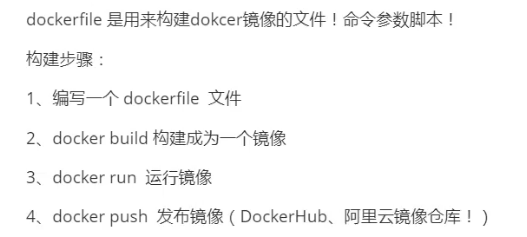 dockerfile 是用来构建dokcer镜像的文件！命令参数脚本！
构建步骤：
1、编写一个 dockerfile 文件
2、docker build 构建成为一个镜像
3、docker run 运行镜像
4、docker push 发布镜像（DockerHub、阿里云镜像仓库！）